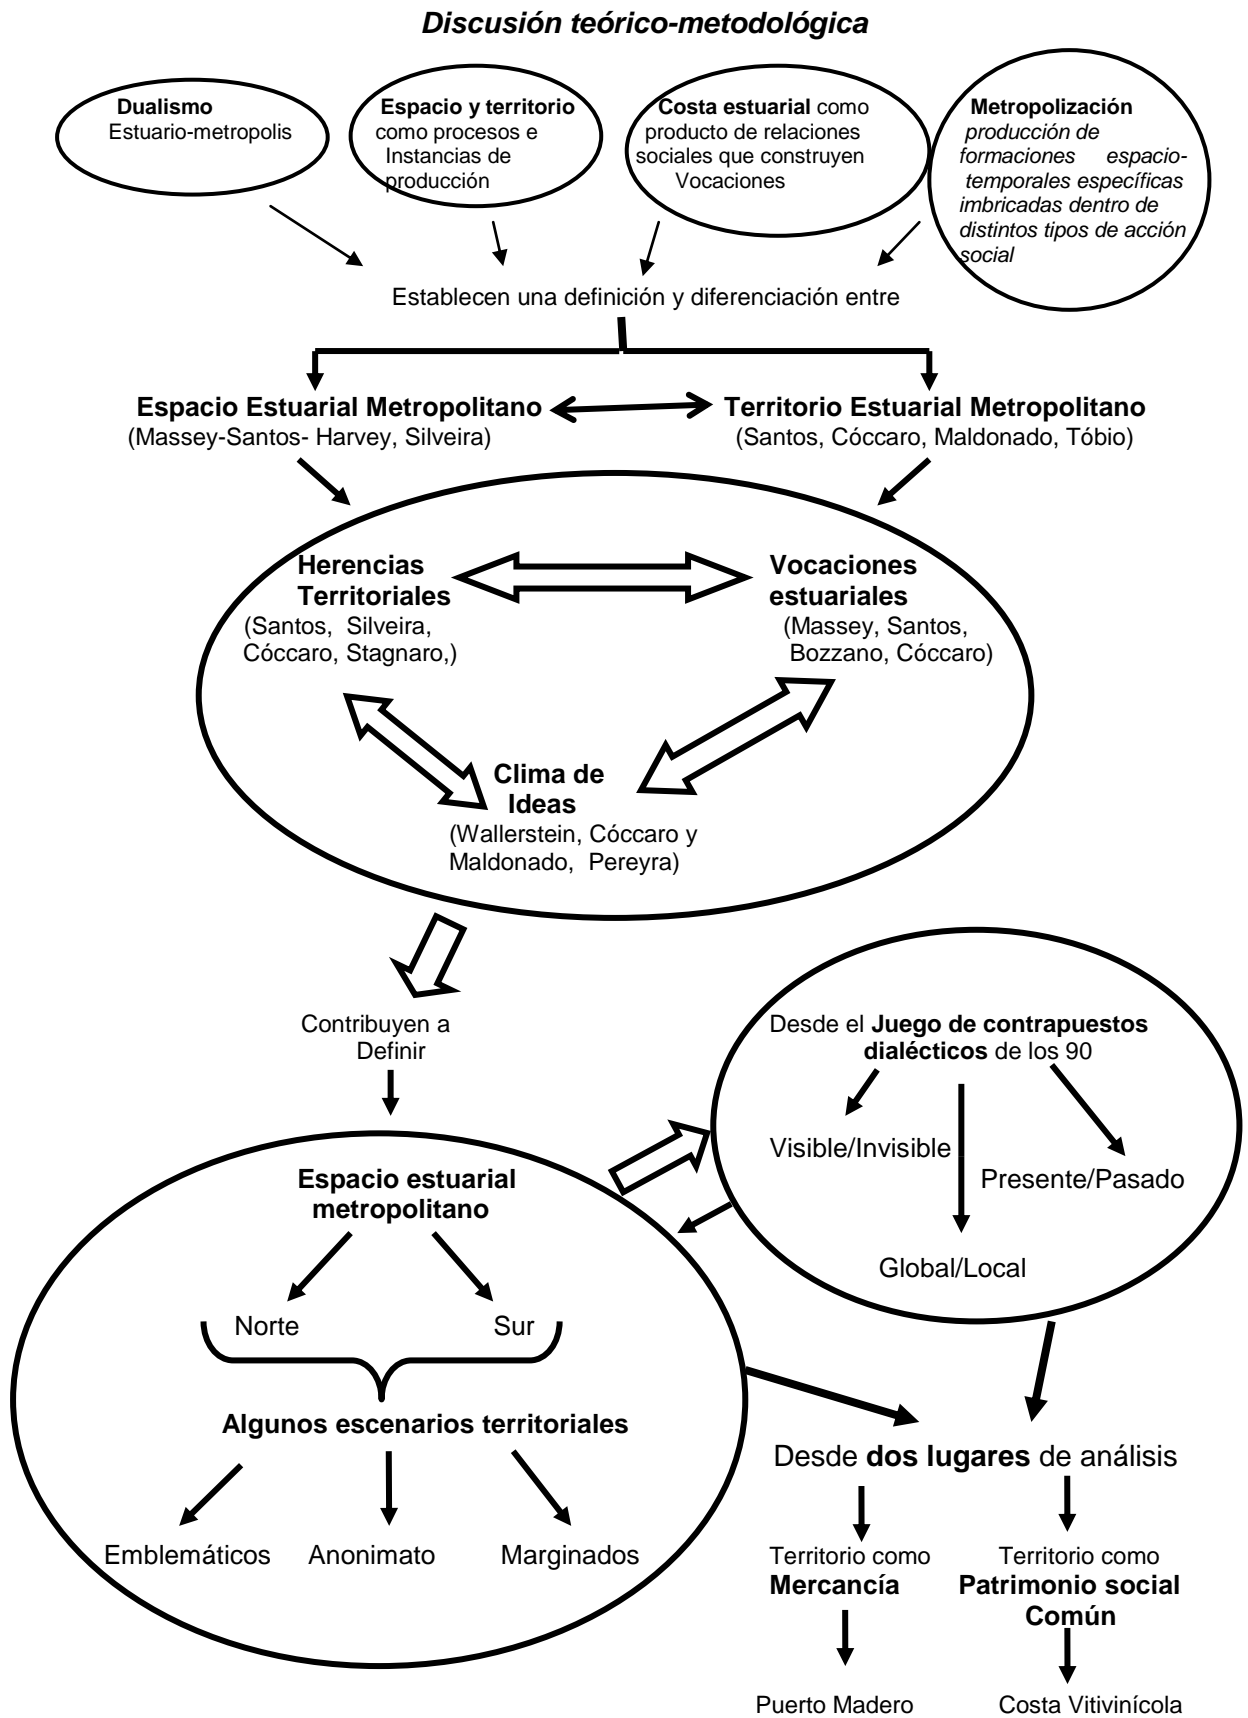 Discusión teórico-metodológica
Dualismo
Estuario-metropolis
Espacio y territorio
como procesos e
Instancias de
producción
Costa estuarial como
producto de relaciones
sociales que construyen
Vocaciones
Metropolización
producción de
formaciones espacio-
temporales específicas
imbricadas dentro de
distintos tipos de acción
social
Establecen una definición y diferenciación entre
Espacio Estuarial Metropolitano
(Massey-Santos- Harvey, Silveira)
Territorio Estuarial Metropolitano
(Santos, Cóccaro, Maldonado, Tóbio)
Herencias
Territoriales
(Santos, Silveira,
Cóccaro, Stagnaro,)
Vocaciones
estuariales
(Massey, Santos,
Bozzano, Cóccaro)
Clima de
Ideas
(Wallerstein, Cóccaro y
Maldonado, Pereyra)
Contribuyen a
Definir
Desde el Juego de contrapuestos
dialécticos de los 90
Visible/Invisible
Presente/Pasado
Global/Local
Espacio estuarial
metropolitano
Norte
Sur
Algunos escenarios territoriales
Emblemáticos
Anonimato
Marginados
Desde dos lugares de análisis
Territorio como
Mercancía
Territorio como
Patrimonio social
Común
Puerto Madero
Costa Vitivinícola